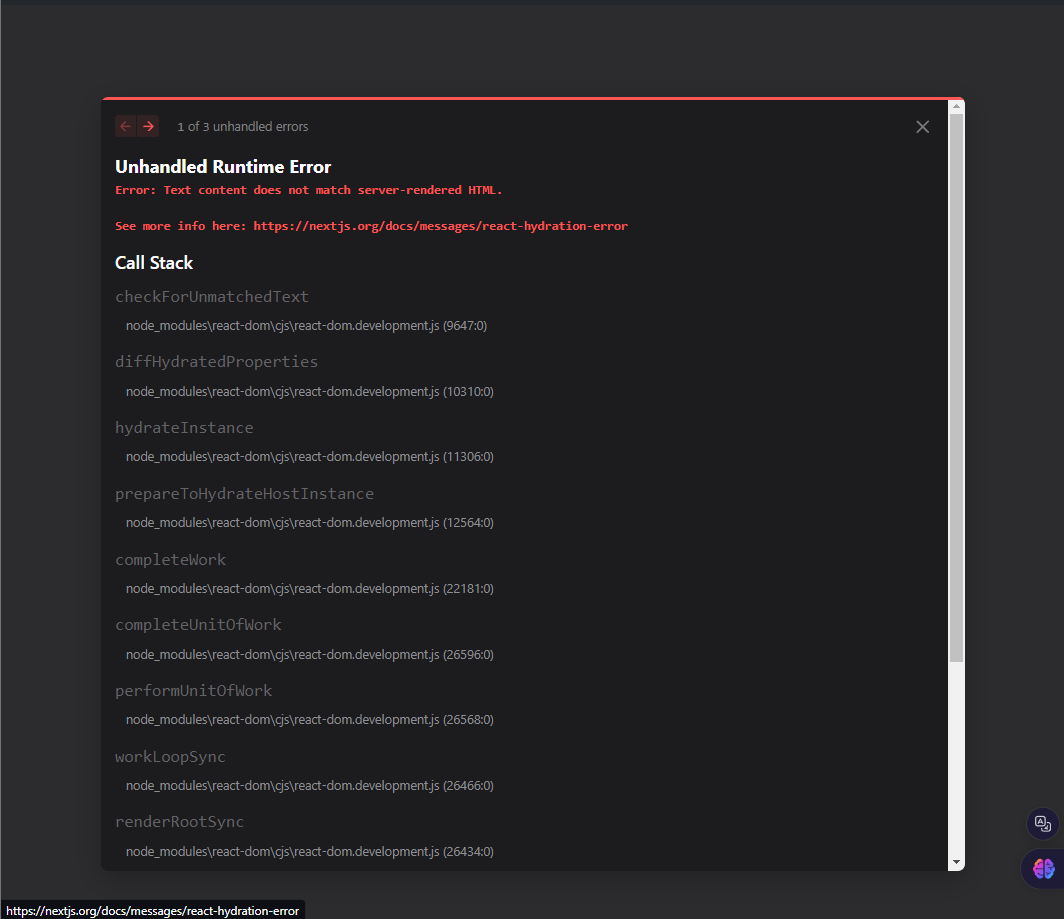 1 of 3 unhandled errors
Unhandled Runtime Error
Error: Text content does not match server-rendered HTML.
See more info here: https://nextjs.org/docs/messages/react-hydration-error
Call Stack
checkForUnmatchedText
node_modules\react-dom\cjs\react-dom.development.js (9647:0)
diffHydratedProperties
node_modules\react-dom\cjs\react-dom.development.js (10310:0)
hydrateInstance
node_modules\react-dom\cjs\react-dom.development.js (11306:0)
prepareToHydrateHostInstance
node_modules\react-dom\cjs\react-dom.development.js (12564:0)
completeWork
node_modules\react-dom\cjs\react-dom.development.js (22181:0)
completeUnitOfWork
node_modules\react-dom\cjs\react-dom.development.js (26596:0)
performUnitOfWork
node_modules\react-dom\cjs\react-dom.development.js (26568:0)
workLoopSync
node_modules\react-dom\cjs\react-dom.development.js (26466:0)
renderRootSync
node_modules\react-dom\cjs\react-dom.development.js (26434:0)
https://nextjs.org/docs/messages/react-hydration-error